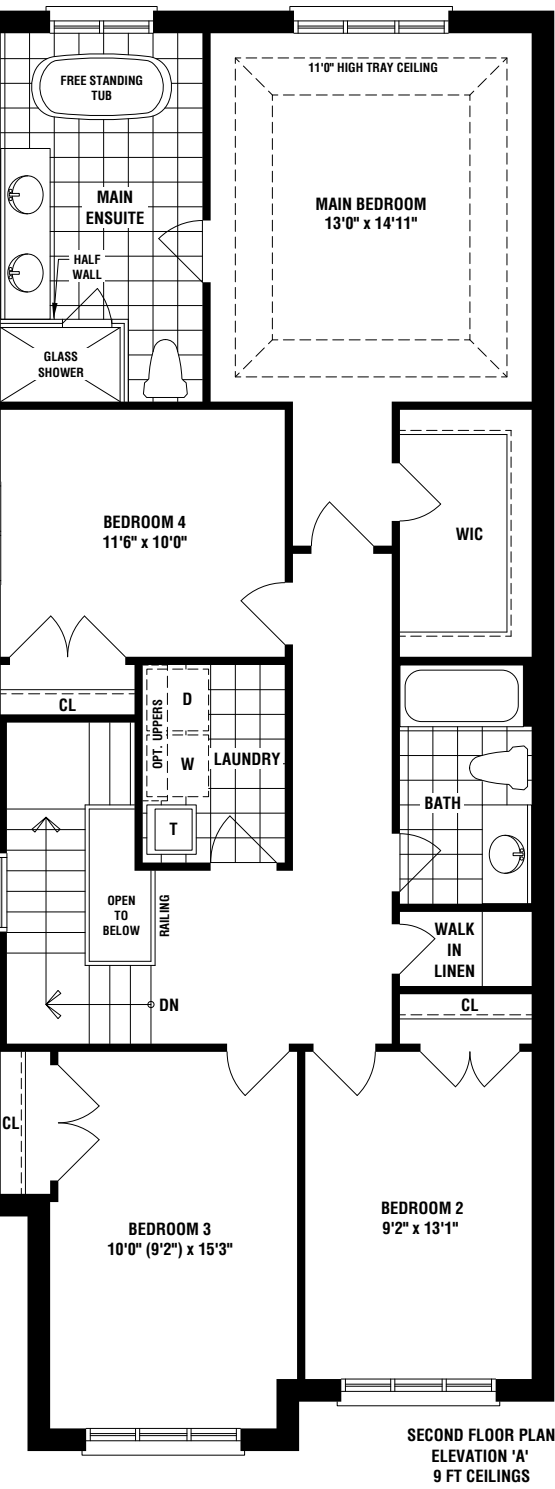 FREE STANDING
TUB
11'0" HIGH TRAY CEILING
MAIN
ENSUITE
MAIN BEDROOM
13'0" x 14'11"
HALF
WALL
GLASS
SHOWER
BEDROOM 4
11'6" x 10'0"
WIC
CL
OPT. UPPERS
D
W
LAUNDRY
T
BATH
OPEN
TO
BELOW
RAILING
WALK
IN
LINEN
DN
CL
CL
BEDROOM 3
10'0" (9'2") x 15'3"
BEDROOM 2
9'2" x 13'1"
SECOND FLOOR PLAN
ELEVATION 'A'
9 FT CEILINGS